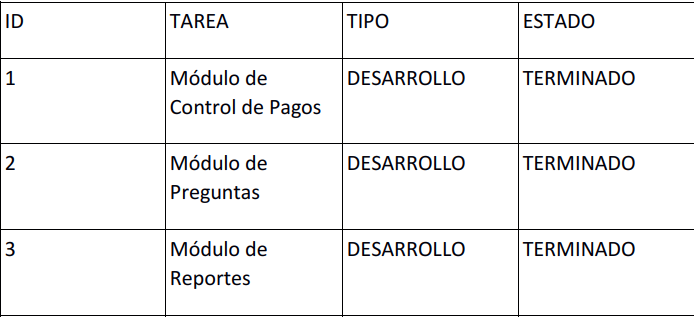 ID TAREA TIPO ESTADO
1 Módulo de Control de Pagos DESARROLLO TERMINADO
2 Módulo de Preguntas DESARROLLO TERMINADO
3 Módulo de Reportes DESARROLLO TERMINADO